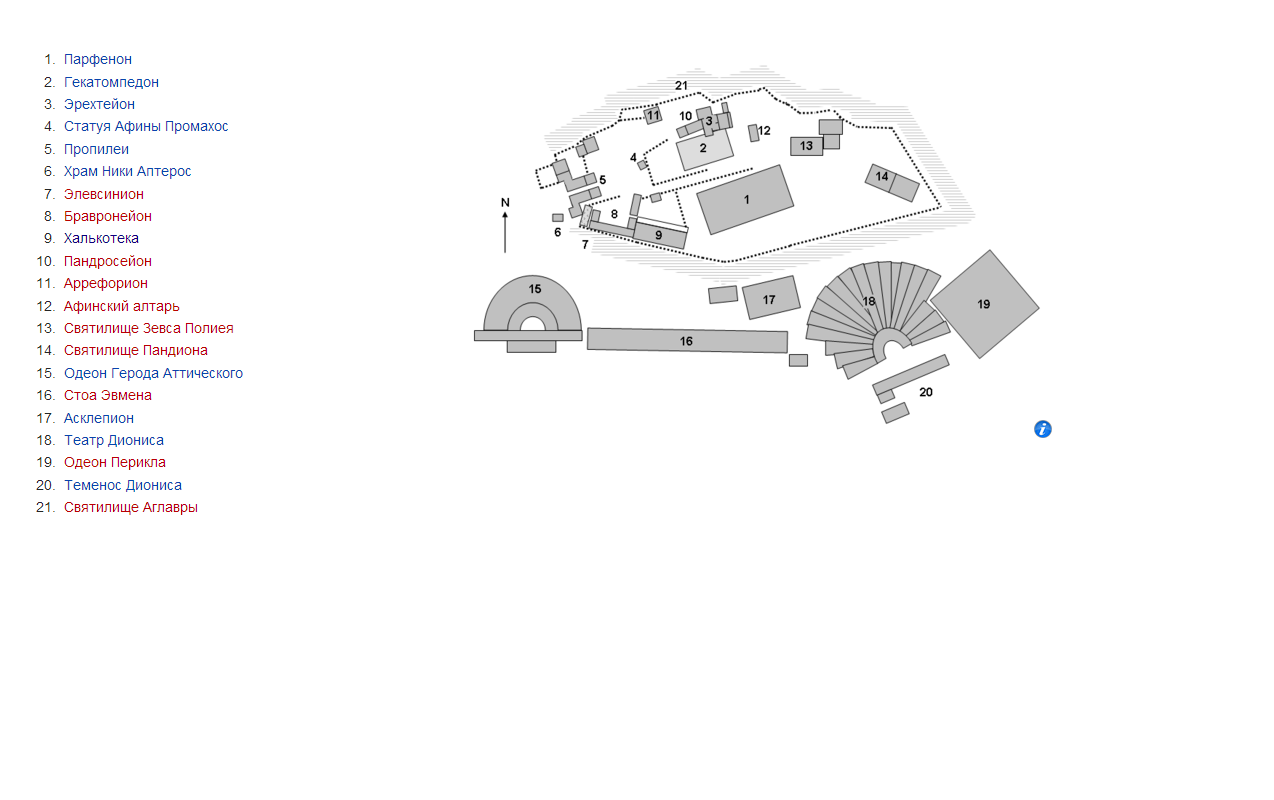 1. Парфенон
2. Гекатомпедон
3. Эрехтейон
4. Статуя Афины Промахос
5. Пропилеи
6. Храм Ники Аптерос
7. Элевсинион
8. Бравронейон
9. Халькотека
10. Пандросейон
11. Аррефорион
12. Афинский алтарь
13. Святилище Зевса Полиея
14. Святилище Пандиона
15. Одеон Герода Аттического
16. Стоа Эвмена
17. Асклепион
18. Театр Диониса
19. Одеон Перикла
20. Теменос Диониса
21. Святилище Аглавры
21
11
10
3
12
2
13
4
14
5
1
N
8
6
9
7
15
17
18
19
16
20
i